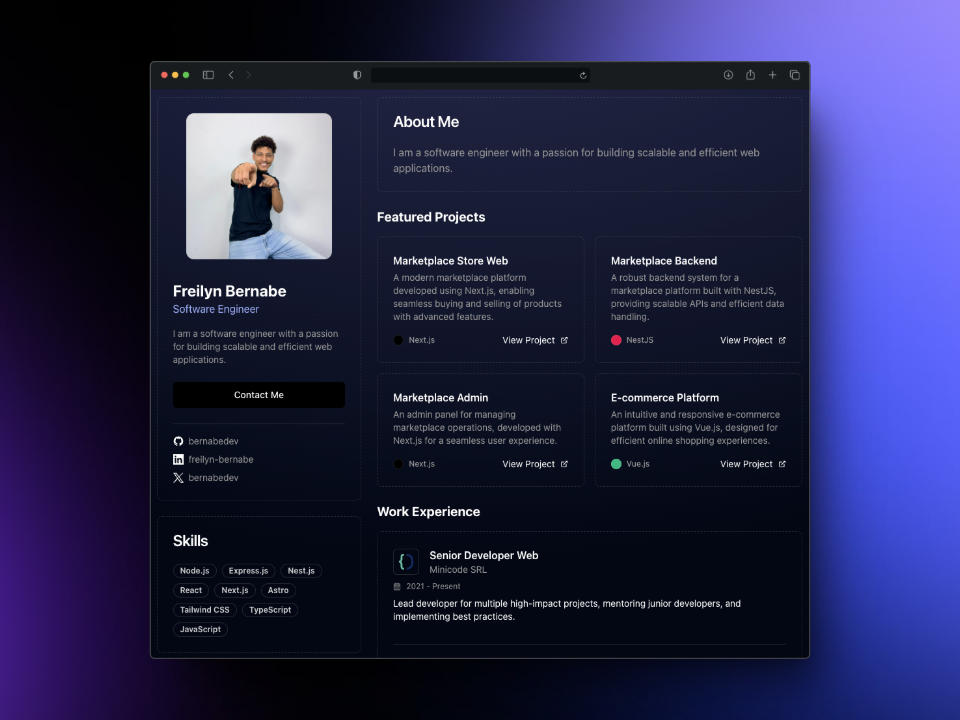 Freilyn Bernabe
Software Engineer
I am a software engineer with a passion
for building scalable and efficient web
applications.
Contact Me
bernabedev
freilyn-bernabe
bernabedev
Skills
Node.js
Express.js
Nest.js
React
Next.js
Astro
Tailwind CSS
TypeScript
JavaScript
About Me
I am a software engineer with a passion for building scalable and efficient web
applications.
Featured Projects
Marketplace Store Web
A modern marketplace platform
developed using Next.js, enabling
seamless buying and selling of products
with advanced features.
Next.js
View Project
Marketplace Backend
A robust backend system for a
marketplace platform built with NestJS,
providing scalable APIs and efficient data
handling.
NestJS
View Project
Marketplace Admin
An admin panel for managing
marketplace operations, developed with
Next.js for a seamless user experience.
Next.js
View Project
E-commerce Platform
An intuitive and responsive e-commerce
platform built using Vue.js, designed for
efficient online shopping experiences.
Vue.js
View Project
Work Experience
Senior Developer Web
Minicode SRL
2021 - Present
Lead developer for multiple high-impact projects, mentoring junior developers, and
implementing best practices.